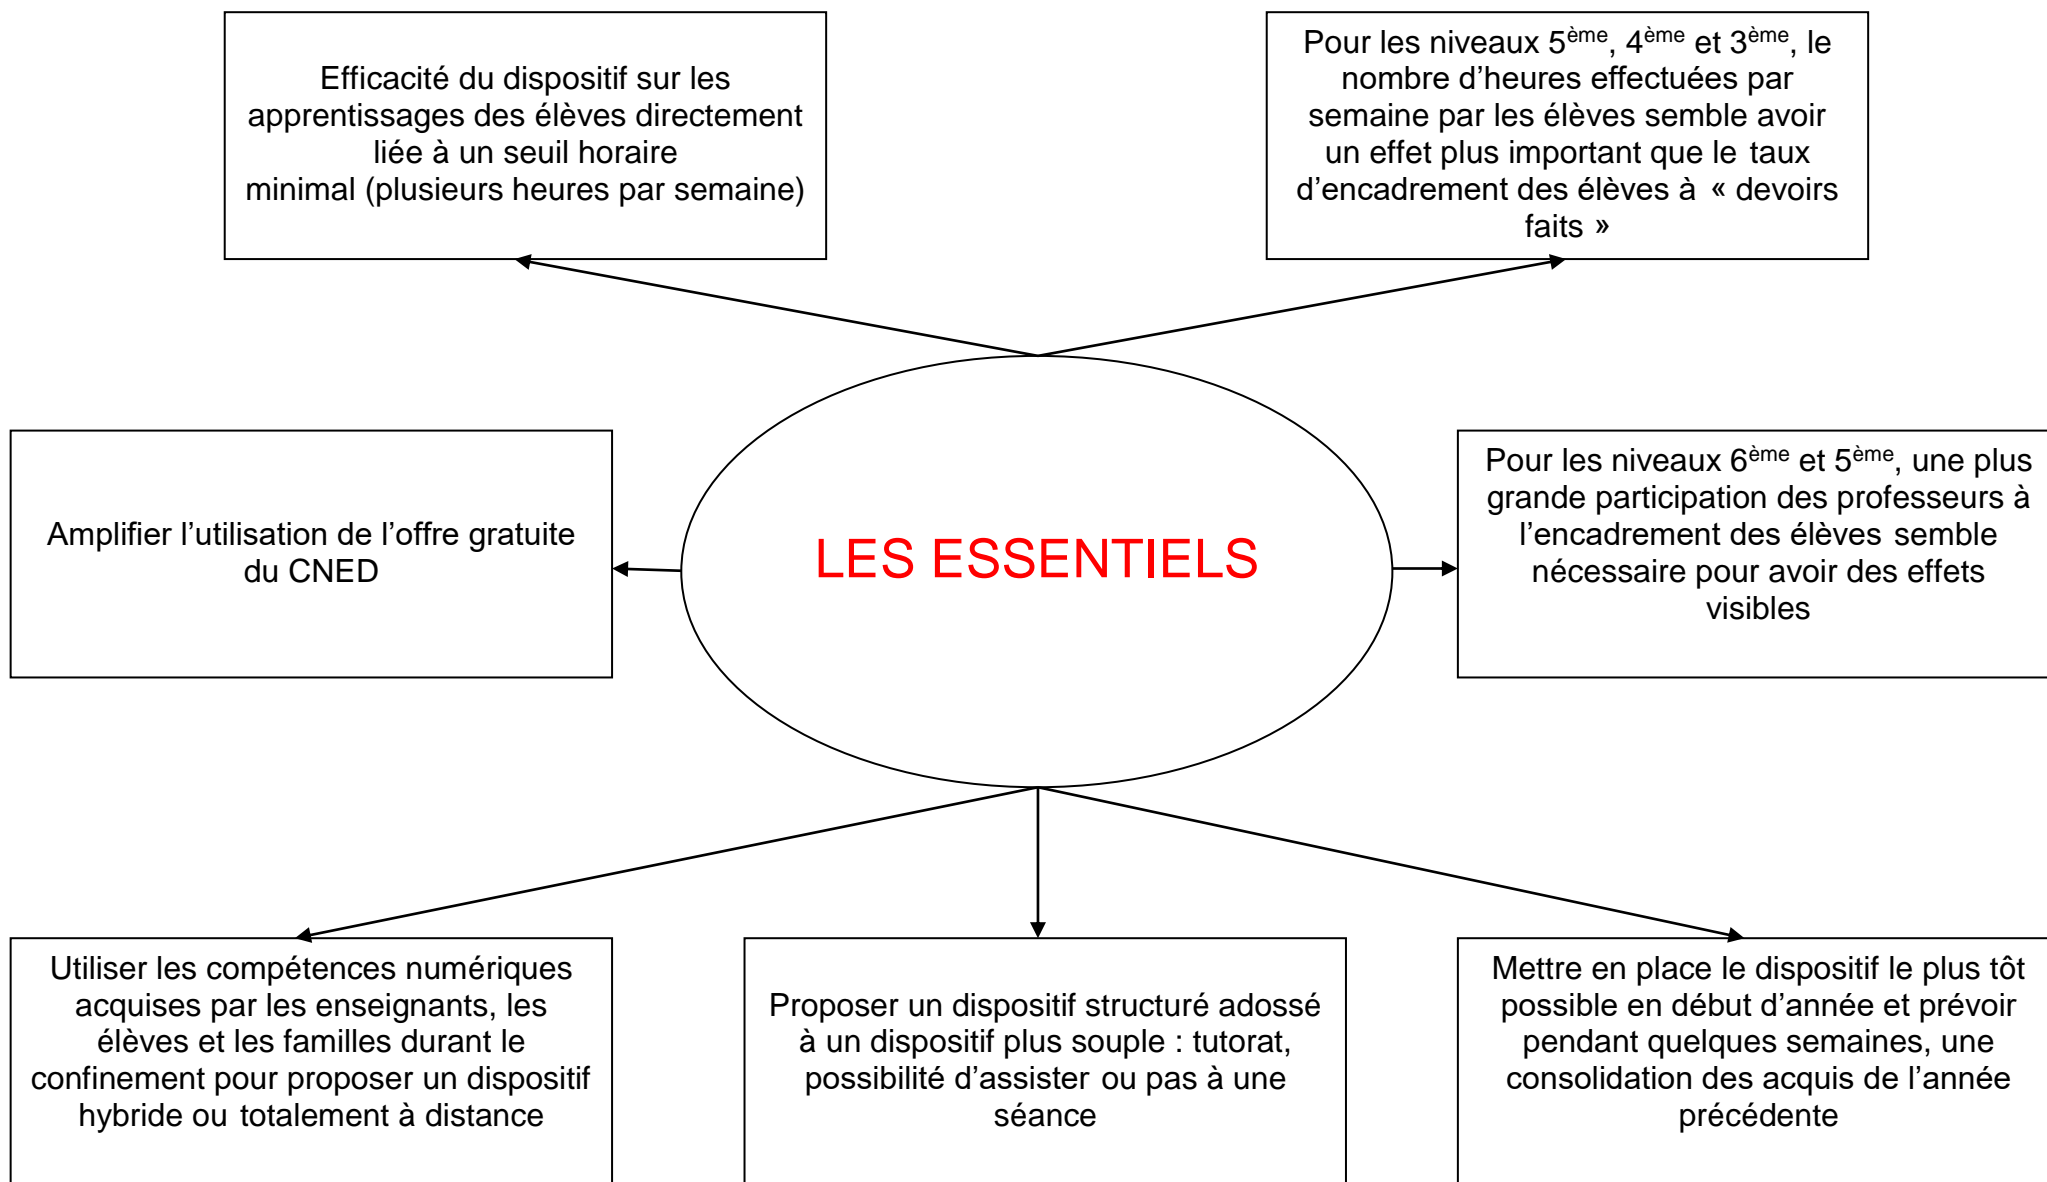 Efficacité du dispositif sur les
apprentissages des élèves directement
liée à un seuil horaire
minimal (plusieurs heures par semaine)
Pour les niveaux 5ème, 4ème et 3ème, le
nombre d’heures effectuées par
semaine par les élèves semble avoir
un effet plus important que le taux
d’encadrement des élèves à « devoirs
faits »
Amplifier l’utilisation de l’offre gratuite
du CNED
LES ESSENTIELS
Pour les niveaux 6ème et 5ème, une plus
grande participation des professeurs à
l’encadrement des élèves semble
nécessaire pour avoir des effets
visibles
Utiliser les compétences numériques
acquises par les enseignants, les
élèves et les familles durant le
confinement pour proposer un dispositif
hybride ou totalement à distance
Proposer un dispositif structuré adossé
à un dispositif plus souple : tutorat,
possibilité d’assister ou pas à une
séance
Mettre en place le dispositif le plus tôt
possible en début d’année et prévoir
pendant quelques semaines, une
consolidation des acquis de l’année
précédente